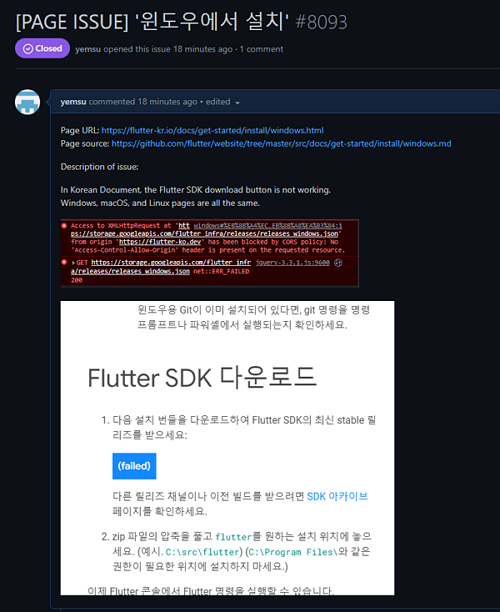 [PAGE ISSUE] '윈도우에서 설치' #8093
Closed yemsu opened this issue 18 minutes ago · 1 comment
yemsu commented 18 minutes ago • edited
Page URL: https://flutter-kr.io/docs/get-started/install/windows.html
Page source: https://github.com/flutter/website/tree/master/src/docs/get-started/install/windows.md
Description of issue:
In Korean Document, the Flutter SDK download button is not working.
Windows, macOS, and Linux pages are all the same.
Access to XMLHttpRequest at 'htt
ps://storage.googleapis.com/flutter_infra/releases/releases_windows.json'
from origin 'https://flutter-ko.dev' has been blocked by CORS policy: No
'Access-Control-Allow-Origin' header is present on the requested resource.
GET https://storage.googleapis.com/flutter_infr jquery-3.3.1.js:9600
a/releases/releases_windows.json net::ERR_FAILED
200
윈도우용 Git이 이미 설치되어 있다면, git 명령을 명령
프롬프트나 파워셸에서 실행되는지 확인하세요.
Flutter SDK 다운로드
1. 다음 설치 번들을 다운로드하여 Flutter SDK의 최신 stable 릴
리즈를 받으세요:
(failed)
다른 릴리즈 채널이나 이전 빌드를 받으려면 SDK 아카이브
페이지를 확인하세요.
2. zip 파일의 압축을 풀고 flutter를 원하는 설치 위치에 놓으
세요. (예시. C:\src\flutter) (C:\Program Files\와 같은
권한이 필요한 위치에 설치하지 마세요.)
이제 Flutter 콘솔에서 Flutter 명령을 실행할 수 있습니다.